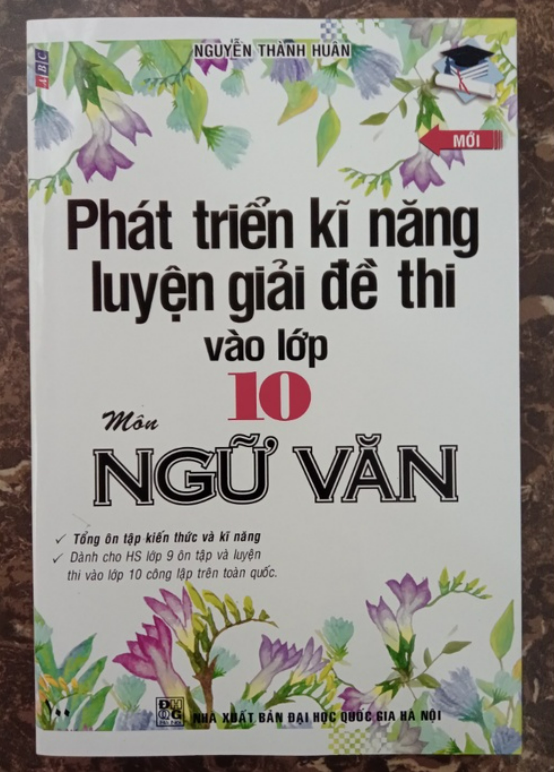 NGUYỄN THÀNH HUÂN
ABC
MỚI
Phát triển kĩ năng
luyện giải đề thi
vào lớp
10
Môn
NGỮ VĂN
✓ Tổng ôn tập kiến thức và kĩ năng
✓ Dành cho HS lớp 9 ôn tập và luyện
thi vào lớp 10 công lập trên toàn quốc.
NHÀ XUẤT BẢN ĐẠI HỌC QUỐC GIA HÀ NỘI